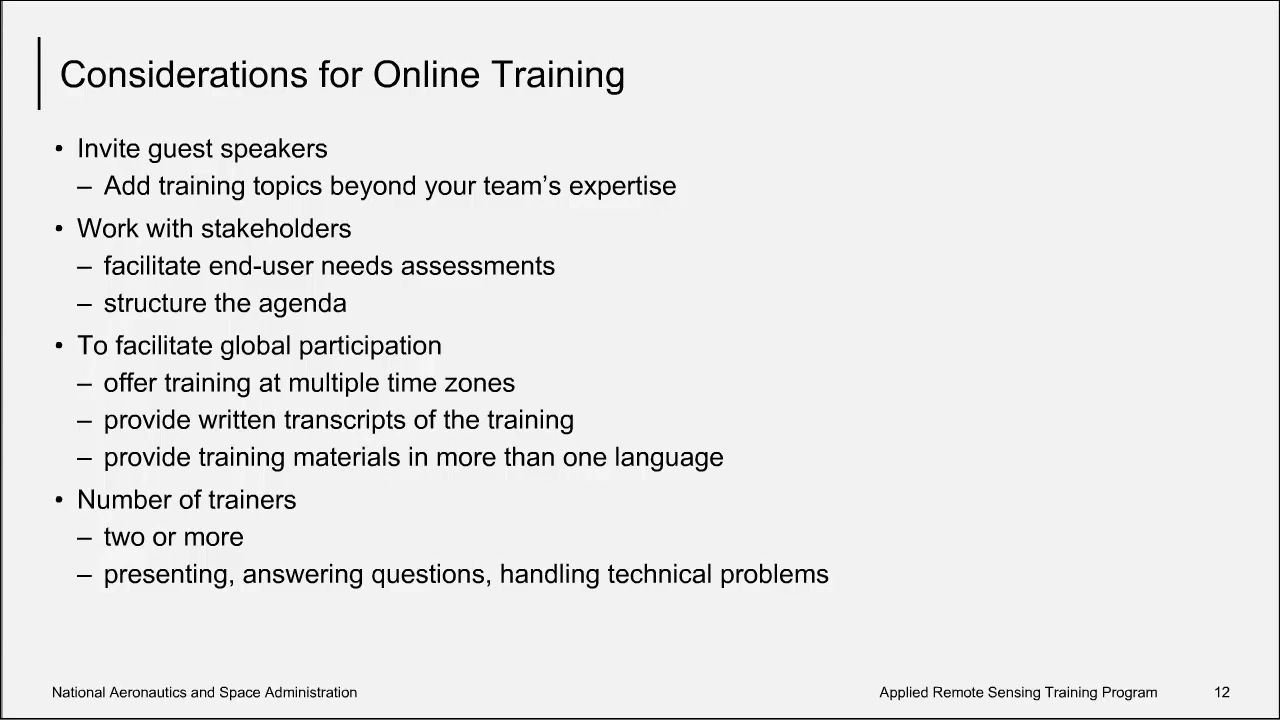 Considerations for Online Training
• Invite guest speakers
– Add training topics beyond your team’s expertise
• Work with stakeholders
– facilitate end-user needs assessments
– structure the agenda
• To facilitate global participation
– offer training at multiple time zones
– provide written transcripts of the training
– provide training materials in more than one language
• Number of trainers
– two or more
– presenting, answering questions, handling technical problems
National Aeronautics and Space Administration
Applied Remote Sensing Training Program
12